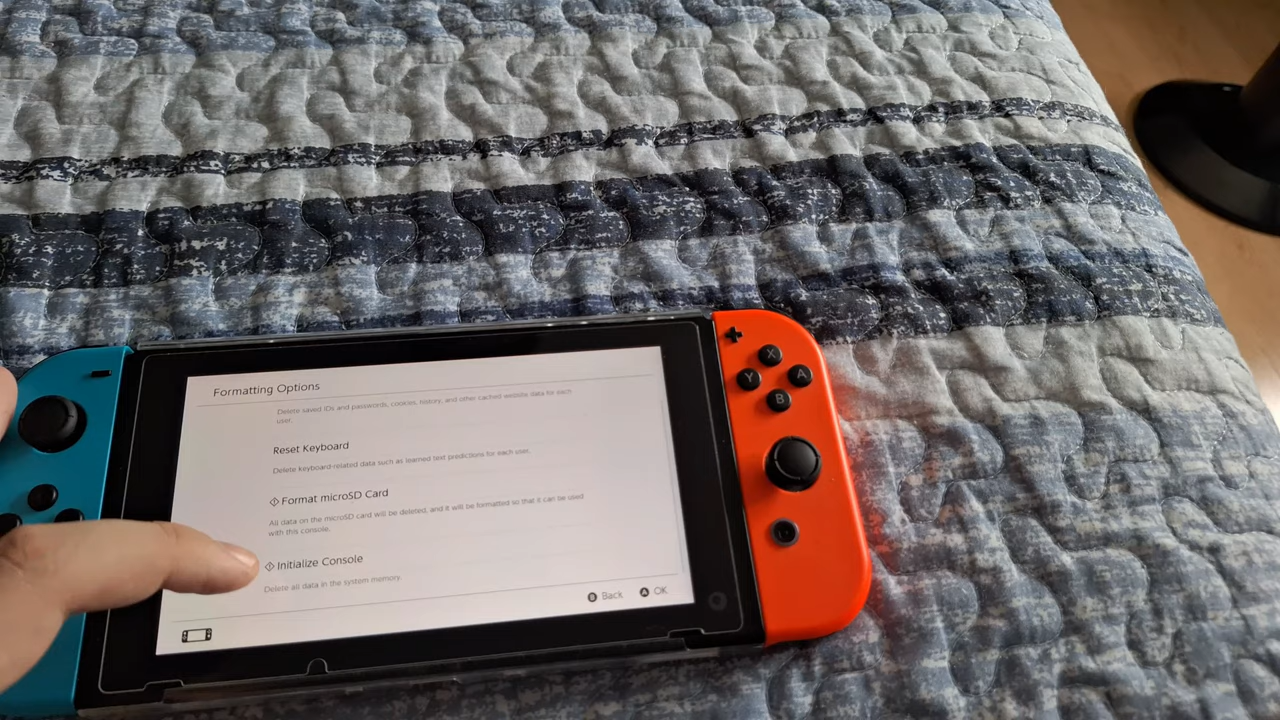 Formatting Options
Delete saved IDs and passwords, cookies, history, and other cached website data for each
user.
Reset Keyboard
Delete keyboard-related data such as learned text predictions for each user.
Format microSD Card
All data on the microSD card will be deleted, and it will be formatted so that it can be used
with this console.
Initialize Console
Delete all data in the system memory.
B Back A OK
X
Y A
B